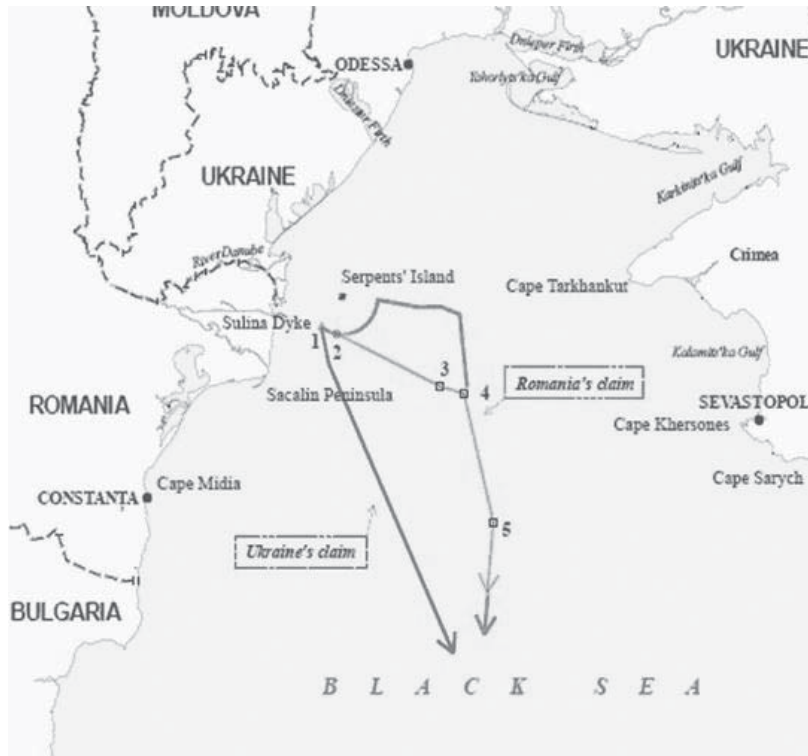 MOLDOVA
Dnieper Firth
UKRAINE
ODESSA
Yahorlyts'ka Gulf
Dniester Firth
UKRAINE
Karkinits'ka Gulf
River Danube
Crimea
Serpents' Island
Cape Tarkhankut
Sulina Dyke
1
2
Kalamits'ka Gulf
3
4
Romania's claim
Sacalin Peninsula
ROMANIA
SEVASTOPOL
Cape Khersones
Cape Midia
Cape Sarych
CONSTANTA
5
Ukraine's claim
BULGARIA
B L A C K S E A